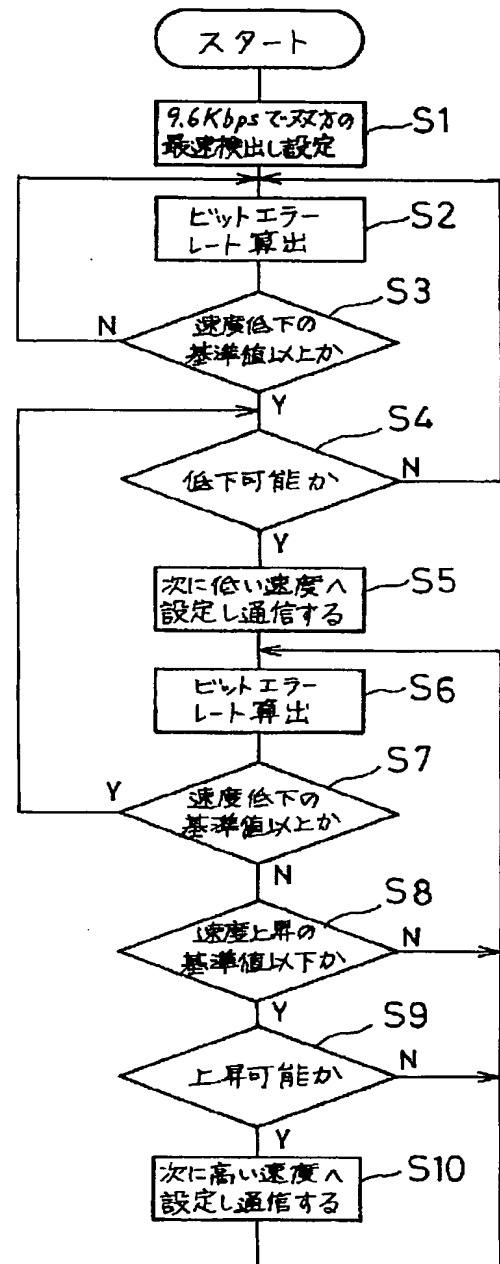 スタート
9.6Kbpsで双方の
最速検出し設定
S1
ビットエラー
レート算出
S2
速度低下の
基準値以上か
S3
N
Y
低下可能か
S4
N
Y
次に低い速度へ
設定し通信する
S5
ビットエラー
レート算出
S6
速度低下の
基準値以上か
S7
Y
N
速度上昇の
基準値以下か
S8
N
Y
上昇可能か
S9
N
Y
次に高い速度へ
設定し通信する
S10